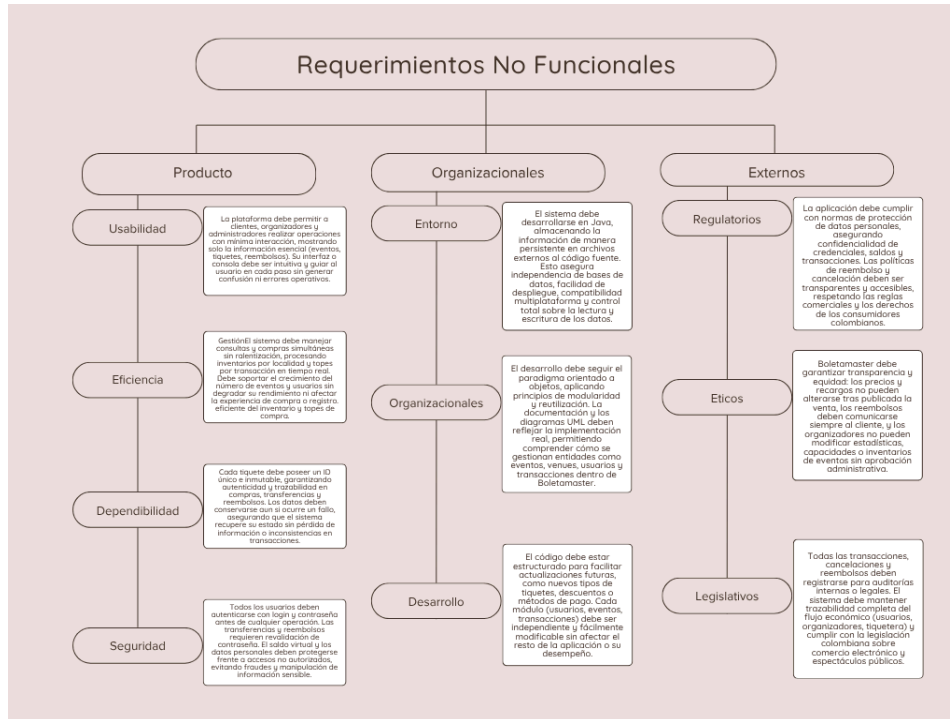 Requerimientos No Funcionales
Producto
Usabilidad
La plataforma debe permitir a
clientes, organizadores y
administradores realizar operaciones
con mínima interacción, mostrando
solo la información esencial (eventos,
tiquetes, reembolsos). Su interfaz o
consola debe ser intuitiva y guiar al
usuario en cada paso sin generar
confusión ni errores operativos.
Eficiencia
GestiónEl sistema debe manejar
consultas y compras simultáneas
sin ralentización, procesando
inventarios por localidad y topes
por transacción en tiempo real.
Debe soportar el crecimiento del
número de eventos y usuarios sin
degradar su rendimiento ni afectar
la experiencia de compra o registro.
eficiente del inventario y topes de
compra.
Dependibilidad
Cada tiquete debe poseer un ID
único e inmutable, garantizando
autenticidad y trazabilidad en
compras, transferencias y
reembolsos. Los datos deben
conservarse aun si ocurre un fallo,
asegurando que el sistema
recupere su estado sin pérdida de
información o inconsistencias en
transacciones.
Seguridad
Todos los usuarios deben
autenticarse con login y contraseña
antes de cualquier operación. Las
transferencias y reembolsos
requieren revalidación de
contraseña. El saldo virtual y los
datos personales deben protegerse
frente a accesos no autorizados,
evitando fraudes y manipulación de
información sensible.
Organizacionales
Entorno
El sistema debe
desarrollarse en Java,
almacenando la
información de manera
persistente en archivos
externos al código fuente.
Esto asegura
independencia de bases de
datos, facilidad de
despliegue, compatibilidad
multiplataforma y control
total sobre la lectura y
escritura de los datos.
Organizacionales
El desarrollo debe seguir el
paradigma orientado a
objetos, aplicando
principios de modularidad
y reutilización. La
documentación y los
diagramas UML deben
reflejar la implementación
real, permitiendo
comprender cómo se
gestionan entidades como
eventos, venues, usuarios y
transacciones dentro de
Boletamaster.
Desarrollo
El código debe estar
estructurado para facilitar
actualizaciones futuras,
como nuevos tipos de
tiquetes, descuentos o
métodos de pago. Cada
módulo (usuarios, eventos,
transacciones) debe ser
independiente y fácilmente
modificable sin afectar el
resto de la aplicación o su
desempeño.
Externos
Regulatorios
La aplicación debe cumplir
con normas de protección
de datos personales,
asegurando
confidencialidad de
credenciales, saldos y
transacciones. Las políticas
de reembolso y
cancelación deben ser
transparentes y accesibles,
respetando las reglas
comerciales y los derechos
de los consumidores
colombianos.
Eticos
Boletamaster debe
garantizar transparencia y
equidad: los precios y
recargos no pueden
alterarse tras publicada la
venta, los reembolsos
deben comunicarse
siempre al cliente, y los
organizadores no pueden
modificar estadísticas,
capacidades o inventarios
de eventos sin aprobación
administrativa.
Legislativos
Todas las transacciones,
cancelaciones y
reembolsos deben
registrarse para auditorías
internas o legales. El
sistema debe mantener
trazabilidad completa del
flujo económico (usuarios,
organizadores, tiquetera) y
cumplir con la legislación
colombiana sobre
comercio electrónico y
espectáculos públicos.